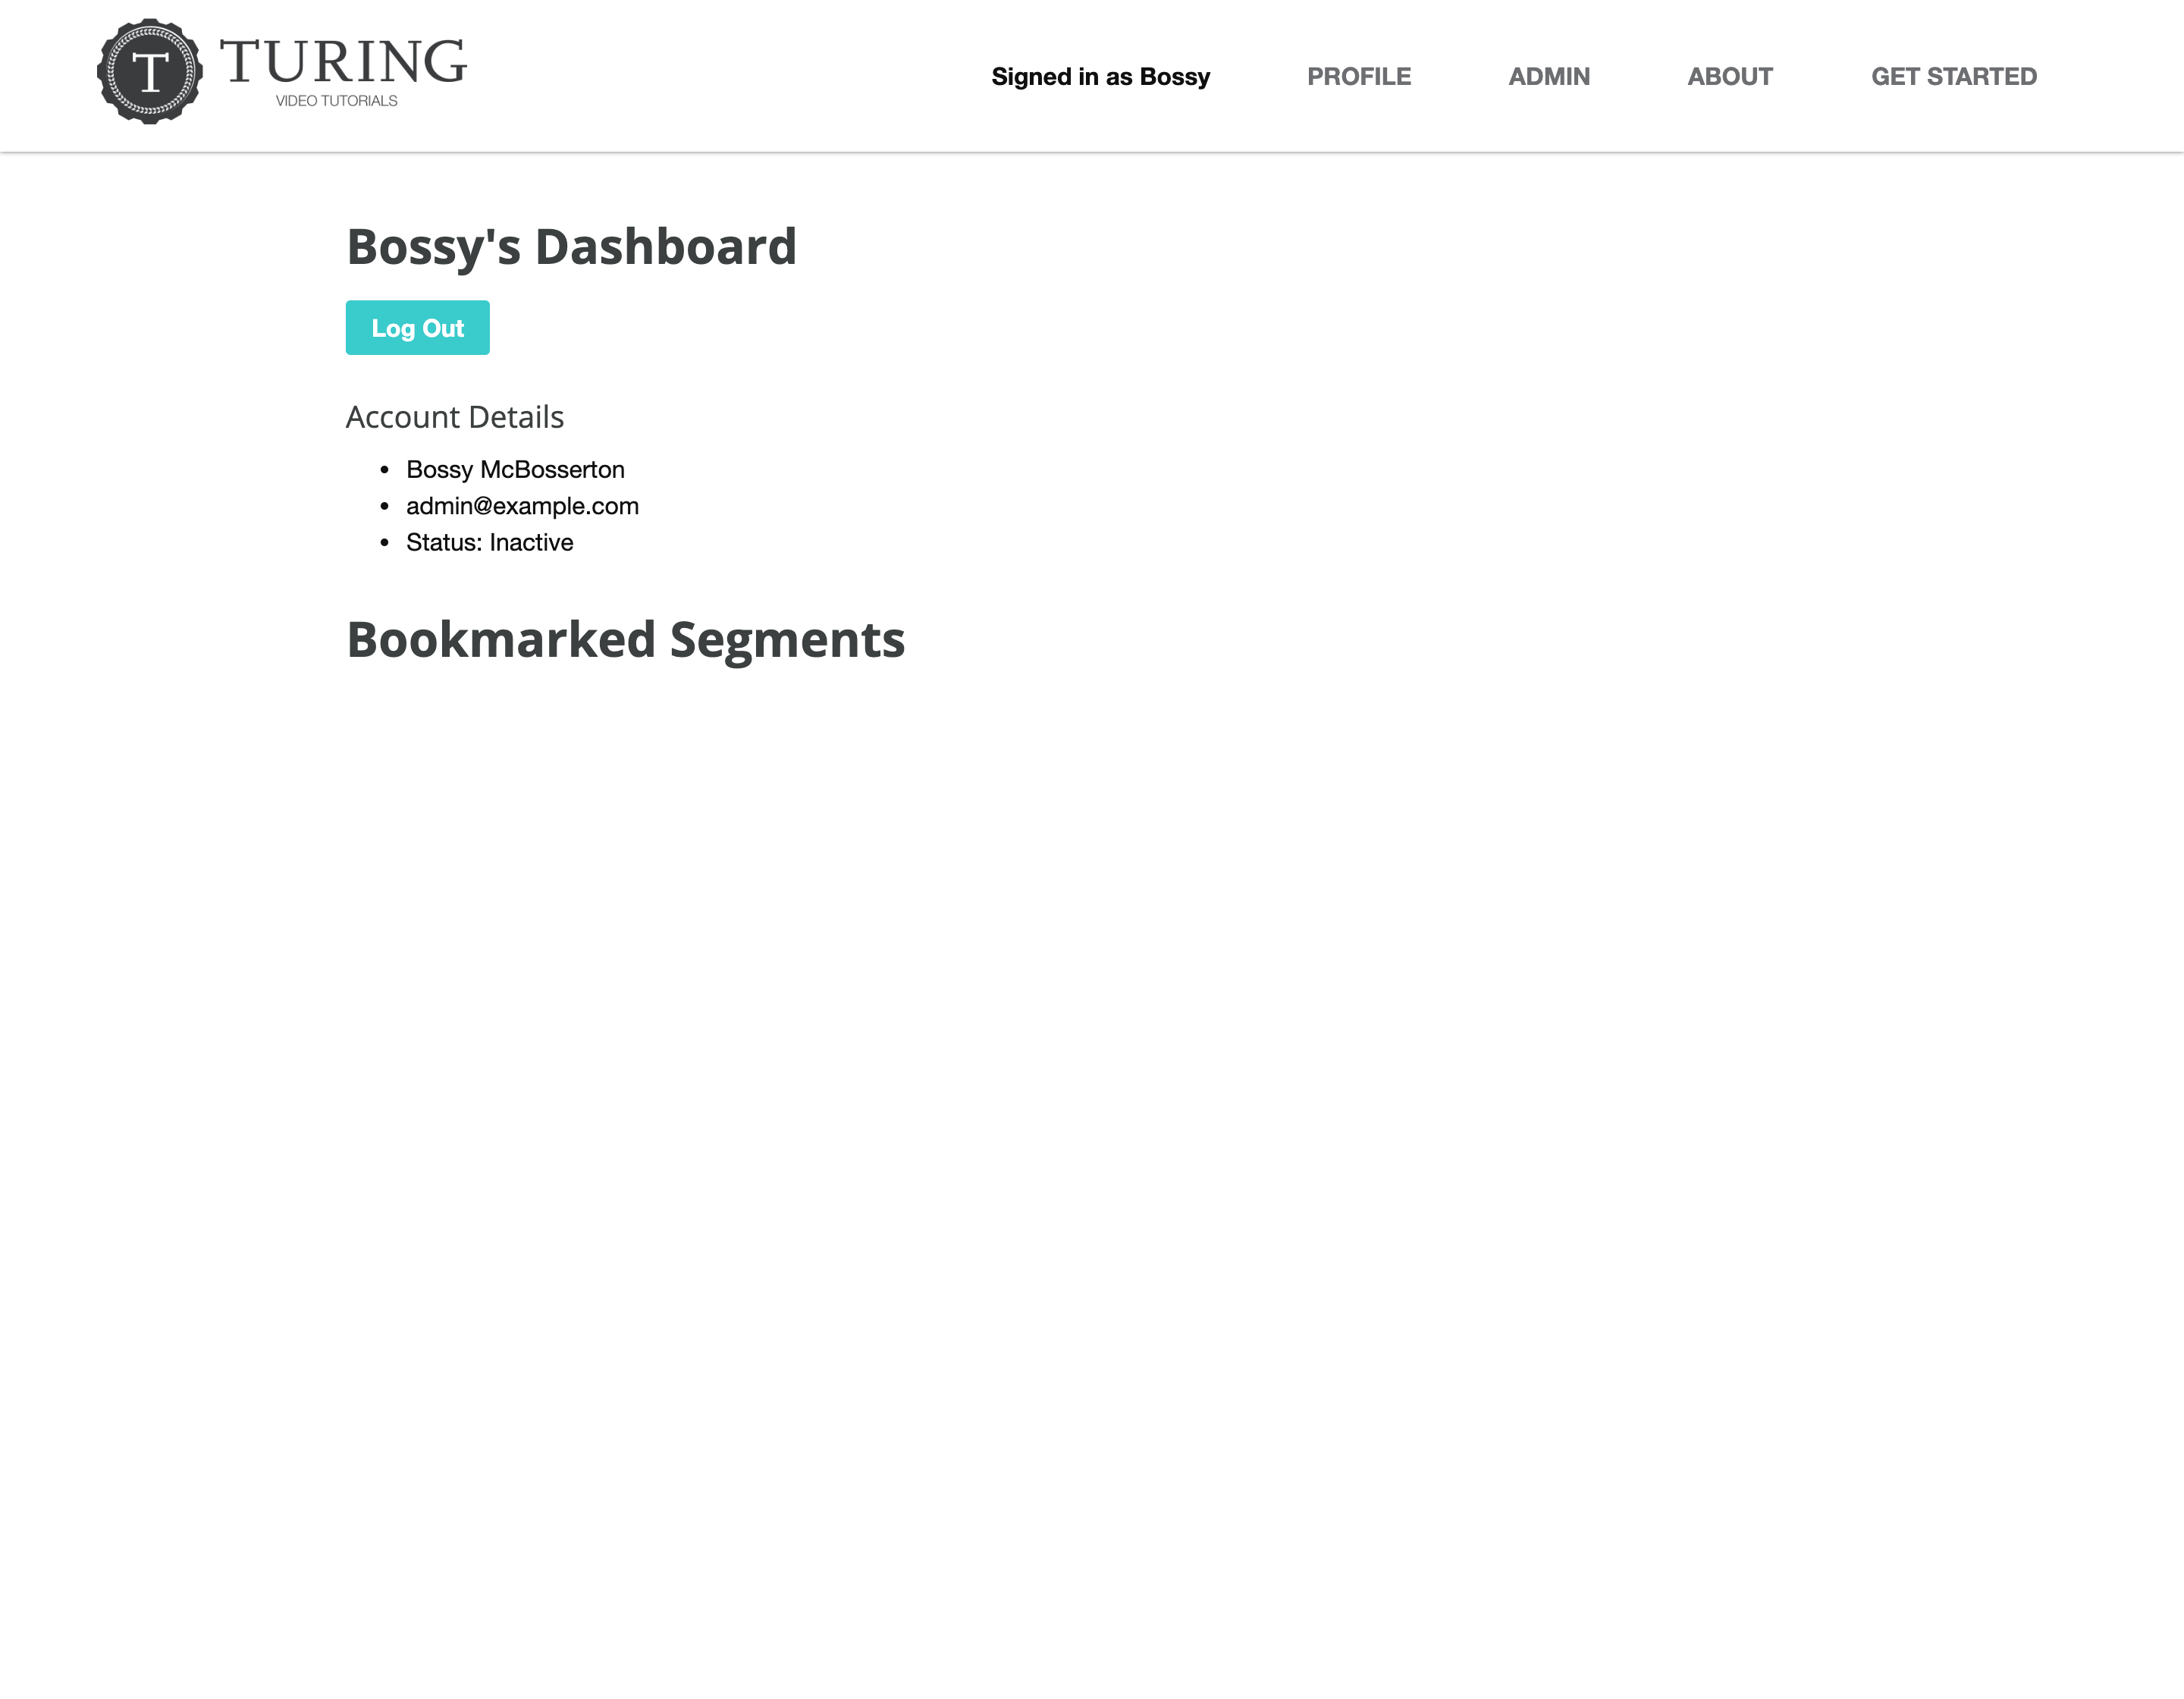 T
TURING
VIDEO TUTORIALS
Signed in as Bossy
PROFILE
ADMIN
ABOUT
GET STARTED
Bossy's Dashboard
Log Out
Account Details
Bossy McBosserton
admin@example.com
Status: Inactive
Bookmarked Segments